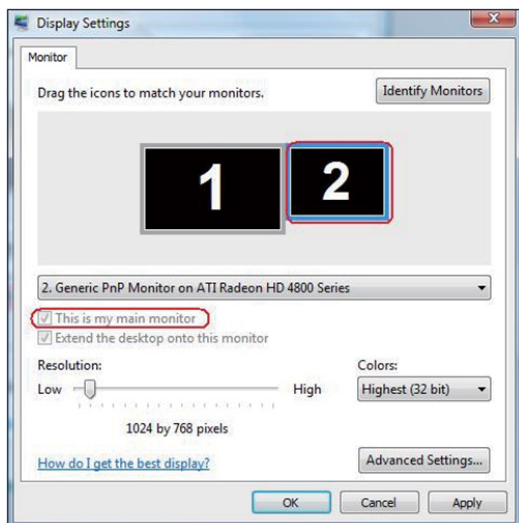 Display Settings
Monitor
Drag the icons to match your monitors.
Identify Monitors
1
2
2. Generic PnP Monitor on ATI Radeon HD 4800 Series
This is my main monitor
Extend the desktop onto this monitor
Resolution:
Colors:
Low
High
Highest (32 bit)
1024 by 768 pixels
How do I get the best display?
Advanced Settings...
OK
Cancel
Apply